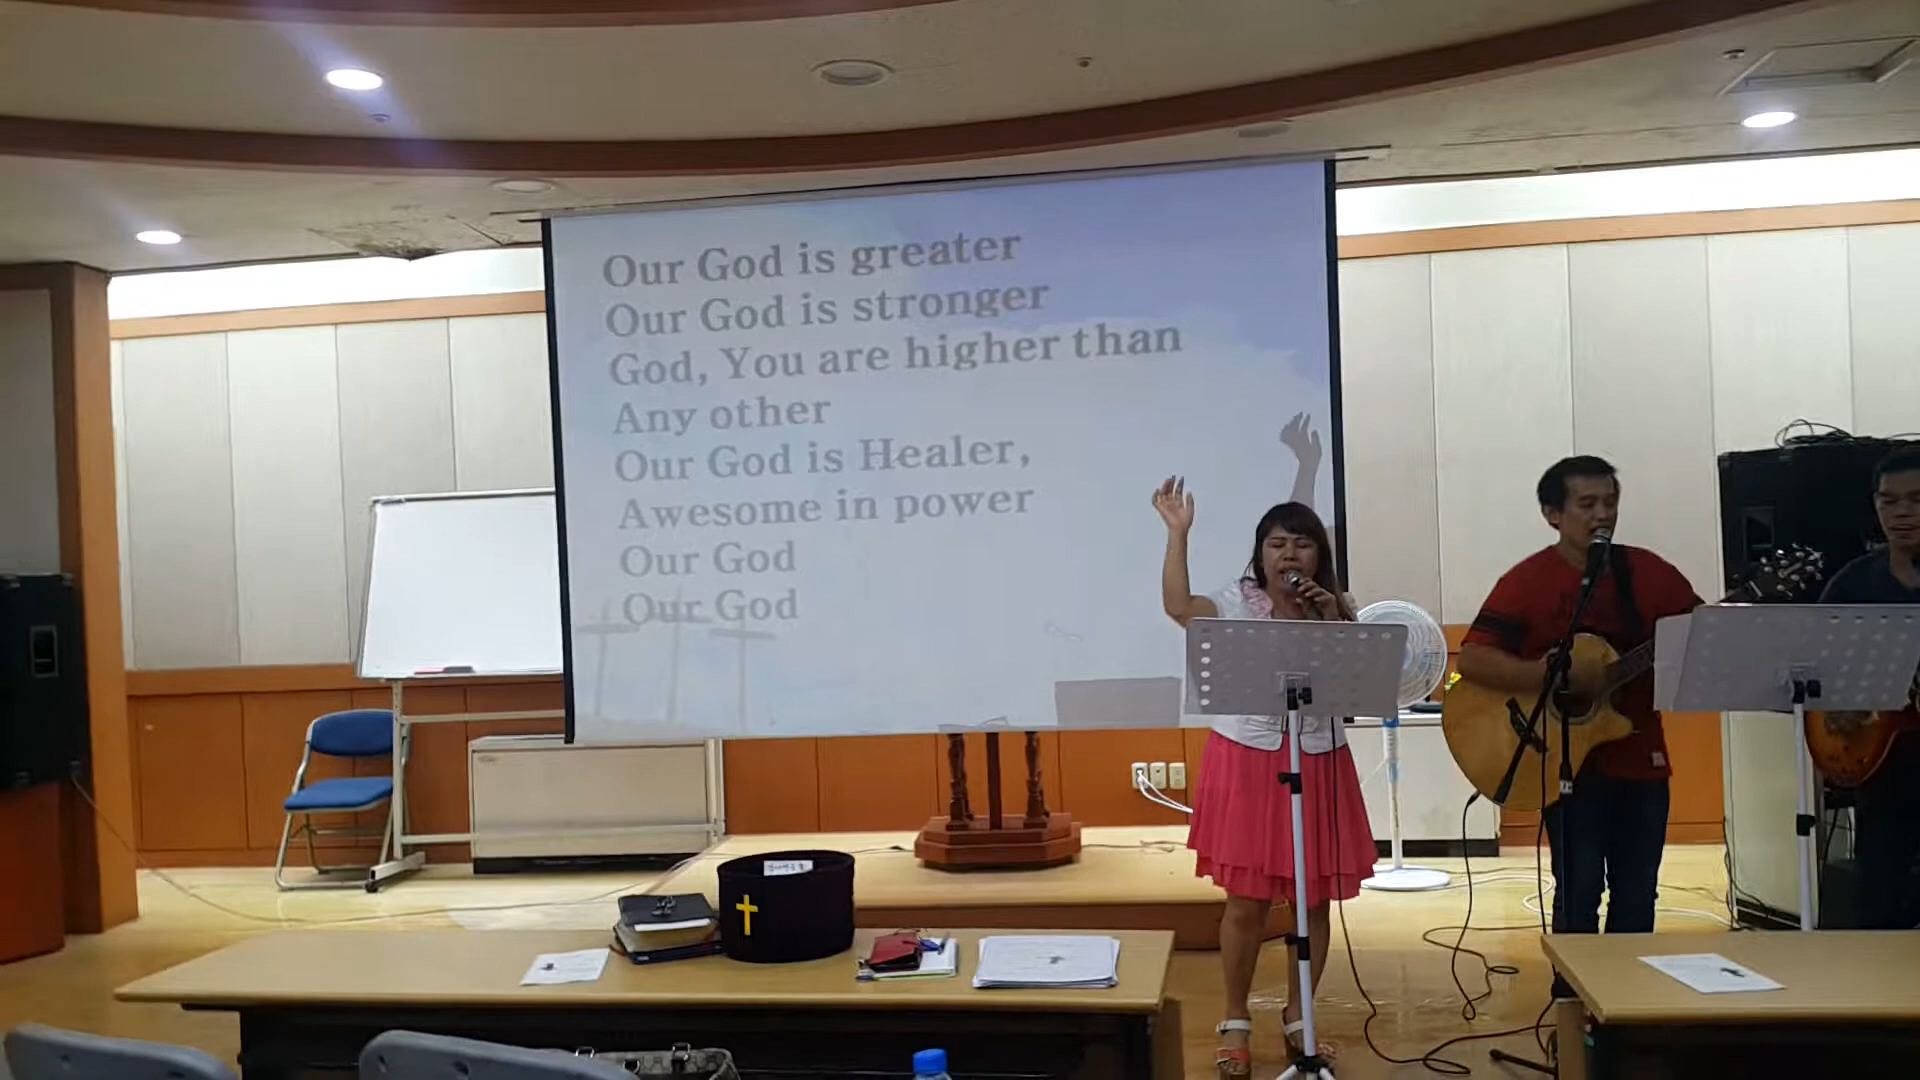 Our God is greater
Our God is stronger
God, You are higher than
Any other
Our God is Healer,
Awesome in power
Our God
Our God